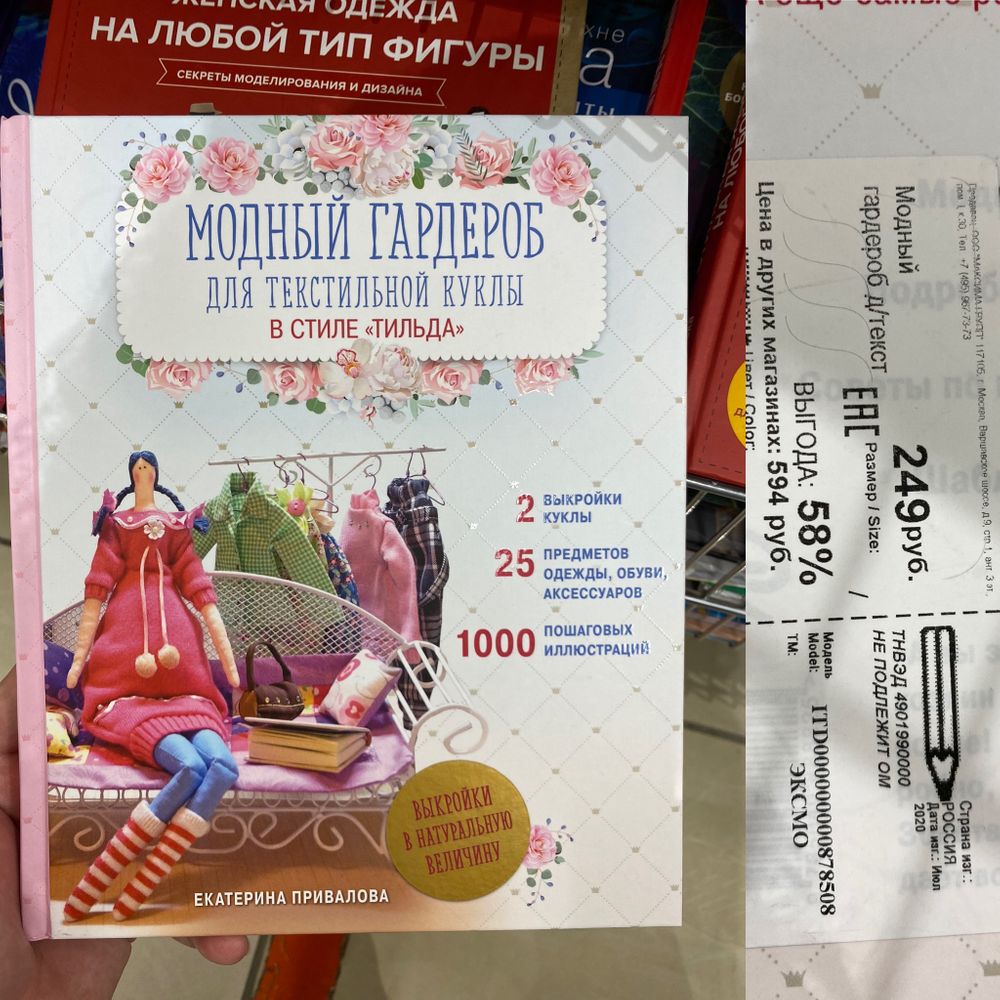 ЖЕНСКАЯ ОДЕЖДА
НА ЛЮБОЙ ТИП ФИГУРЫ
СЕКРЕТЫ МОДЕЛИРОВАНИЯ И ДИЗАЙНА
МОДНЫЙ ГАРДЕРОБ
ДЛЯ ТЕКСТИЛЬНОЙ КУКЛЫ
В СТИЛЕ «ТИЛЬДА»
2 ВЫКРОЙКИ
КУКЛЫ
25 ПРЕДМЕТОВ
ОДЕЖДЫ, ОБУВИ,
АКСЕССУАРОВ
1000 ПОШАГОВЫХ
ИЛЛЮСТРАЦИЙ
ВЫКРОЙКИ
В НАТУРАЛЬНУЮ
ВЕЛИЧИНУ
ЕКАТЕРИНА ПРИВАЛОВА
Модный
гардероб д/текст
249руб.
EAC Размер / Size: /
ВЫГОДА: 58%
Цвет / Color:
Цена в других магазинах: 594 руб.
Страна изг.:
РОССИЯ
Дата изг.: Июл
2020
ТНВЭД 4901990000
НЕ ПОДЛЕЖИТ ОМ
Модель
Model: ITD000000000878508
ТМ: ЭКСМО